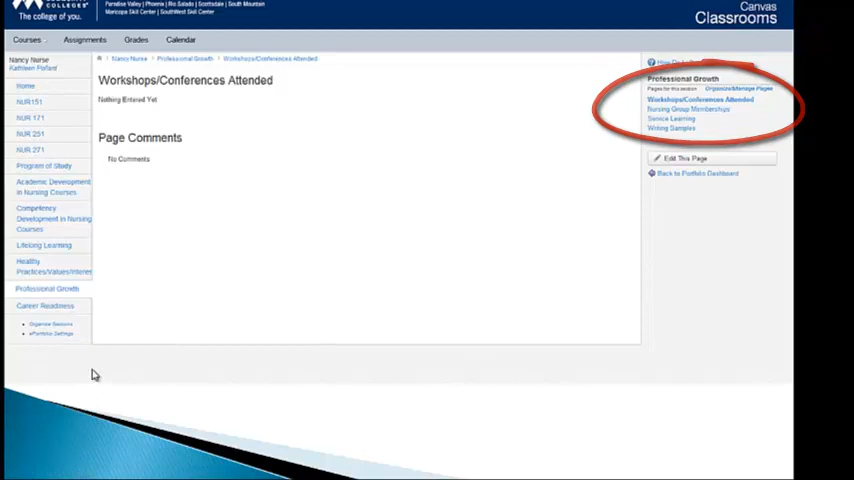 COLLEGES
The college of you.
Paradise Valley | Phoenix | Rio Salado | Scottsdale | South Mountain
Maricopa Skill Center | SouthWest Skill Center
Canvas
Classrooms
Courses
Assignments
Grades
Calendar
Nancy Nurse
Kathleen Pollard
Home
NUR151
NUR 171
NUR 251
NUR 271
Program of Study
Academic Development
in Nursing Courses
Competency
Development in Nursing
Courses
Lifelong Learning
Healthy
Practices/Values/Interes
Professional Growth
Career Readiness
Organize Sections
ePortfolio Settings
Nancy Nurse
Professional Growth
Workshops/Conferences Attended
Workshops/Conferences Attended
Nothing Entered Yet
Page Comments
No Comments
How Do I
Professional Growth
Pages for this section Organize/Manage Pages
Workshops/Conferences Attended
Nursing Group Memberships
Service Learning
Writing Samples
Edit This Page
Back to Portfolio Dashboard